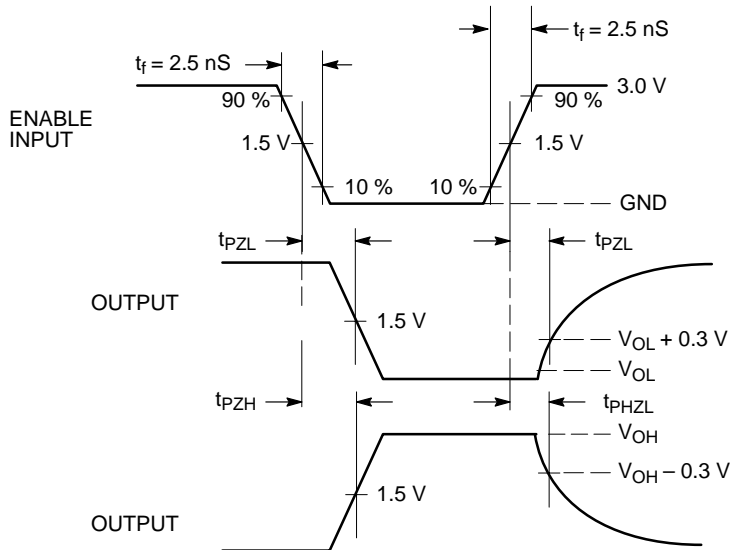 t_f = 2.5 nS
t_f = 2.5 nS
3.0 V
90 %
90 %
ENABLE
INPUT
1.5 V
1.5 V
10 %
10 %
GND
t_PZL
t_PZL
OUTPUT
1.5 V
V_OL + 0.3 V
V_OL
t_PZH
t_PHZL
V_OH
V_OH – 0.3 V
1.5 V
OUTPUT